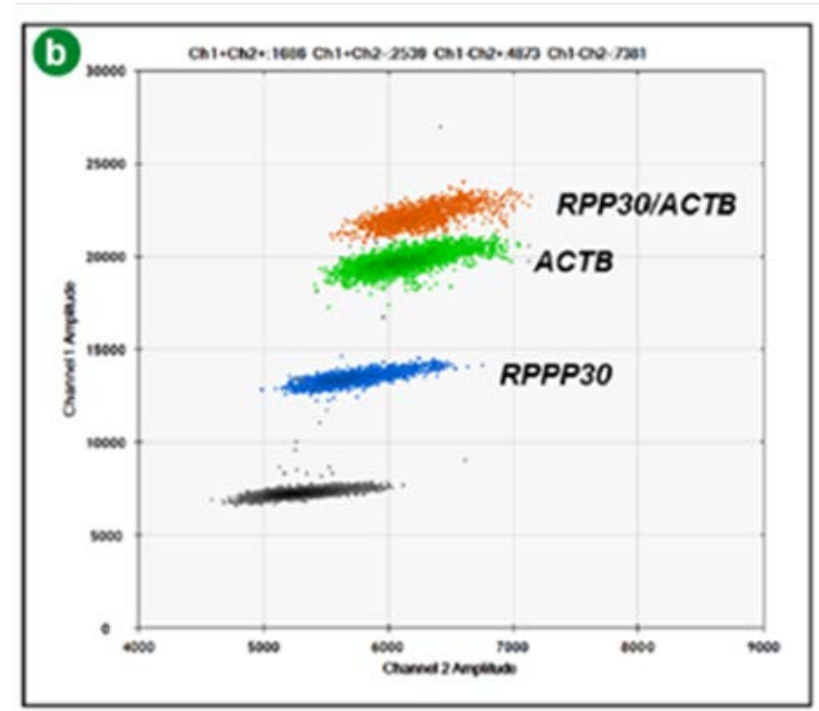 b
Ch1+Ch2+:1686 Ch1+Ch2-:2539 Ch1-Ch2+:4873 Ch1-Ch2-:7381
30000
25000
RPP30/ACTB
20000
ACTB
15000
RPPP30
10000
5000
0
4000 5000 6000 7000 8000 9000
Channel 1 Amplitude
Channel 2 Amplitude